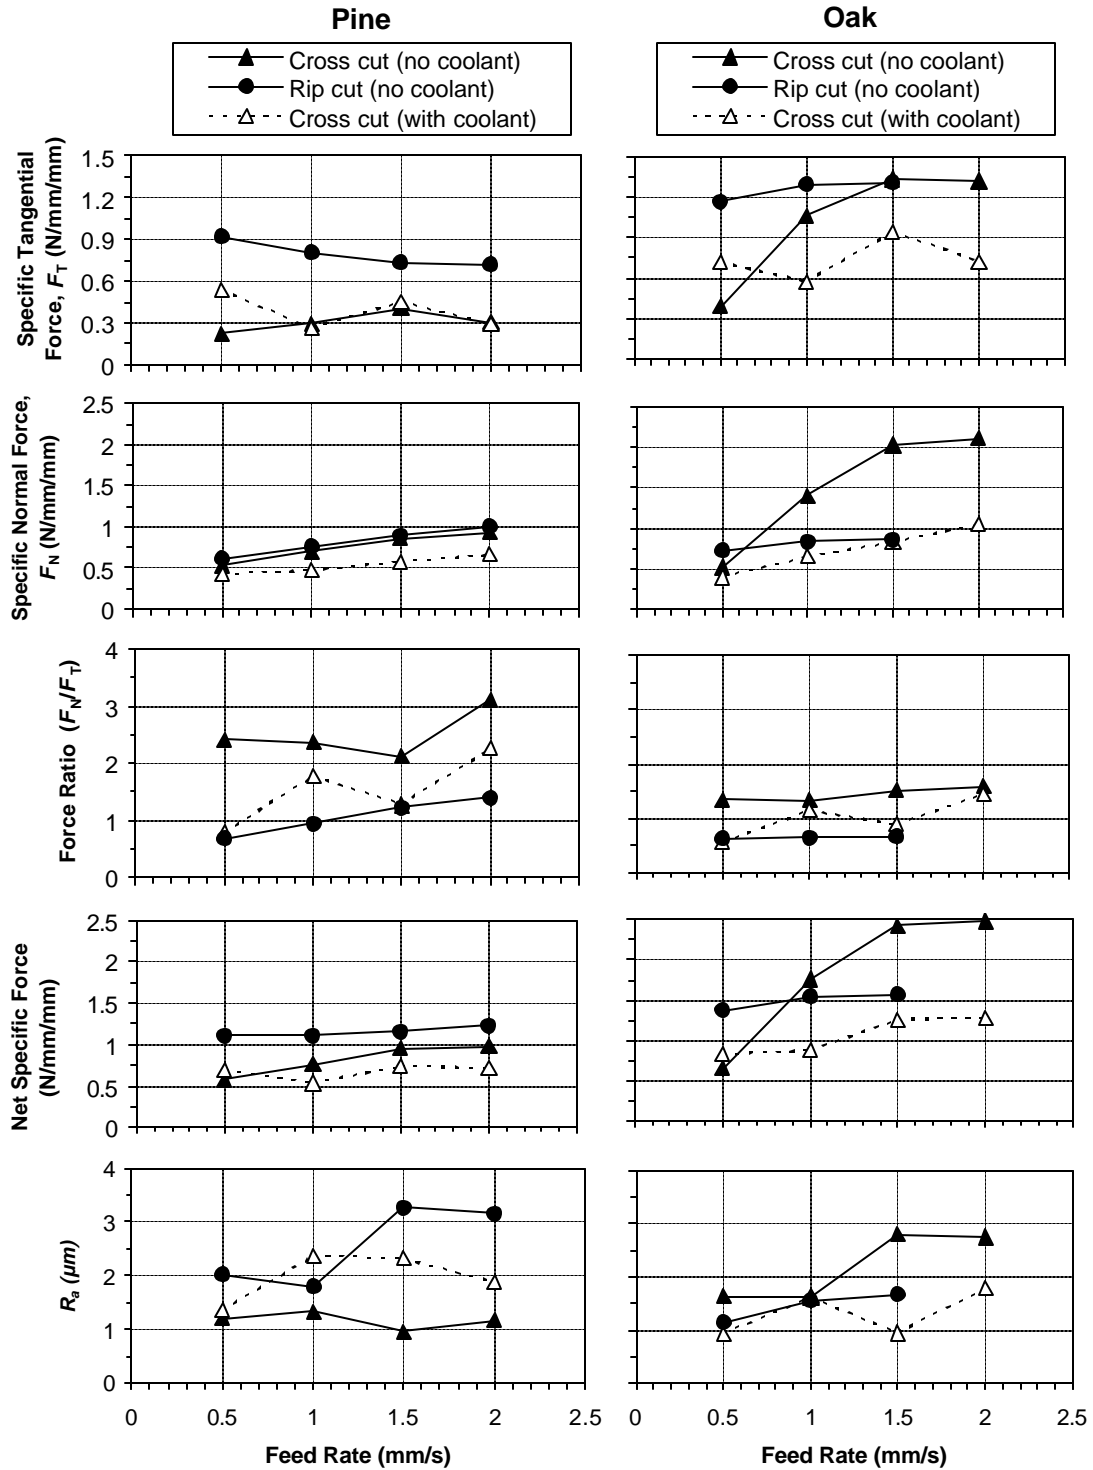 Pine
Oak
Cross cut (no coolant)
Rip cut (no coolant)
Cross cut (with coolant)
Cross cut (no coolant)
Rip cut (no coolant)
Cross cut (with coolant)
Specific Tangential
Force, F_T (N/mm/mm)
1.5
1.2
0.9
0.6
0.3
0
Specific Normal Force,
F_N (N/mm/mm)
2.5
2
1.5
1
0.5
0
Force Ratio (F_N/F_T)
4
3
2
1
0
Net Specific Force
(N/mm/mm)
2.5
2
1.5
1
0.5
0
R_a (µm)
4
3
2
1
0
0 0.5 1 1.5 2 2.5
0 0.5 1 1.5 2 2.5
Feed Rate (mm/s)
Feed Rate (mm/s)